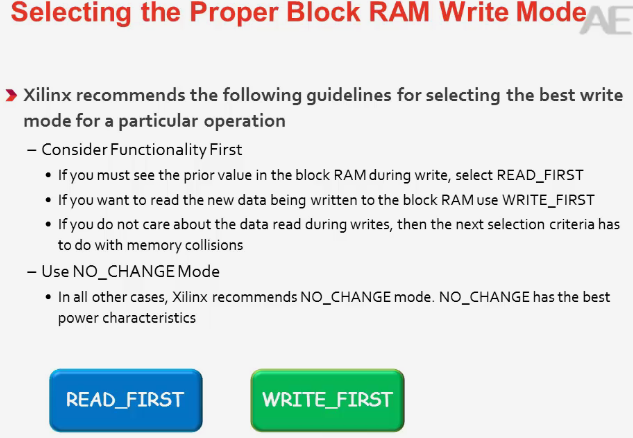 Selecting the Proper Block RAM Write Mode
AE
Xilinx recommends the following guidelines for selecting the best write
mode for a particular operation
– Consider Functionality First
• If you must see the prior value in the block RAM during write, select READ_FIRST
• If you want to read the new data being written to the block RAM use WRITE_FIRST
• If you do not care about the data read during writes, then the next selection criteria has
to do with memory collisions
– Use NO_CHANGE Mode
• In all other cases, Xilinx recommends NO_CHANGE mode. NO_CHANGE has the best
power characteristics
READ_FIRST
WRITE_FIRST